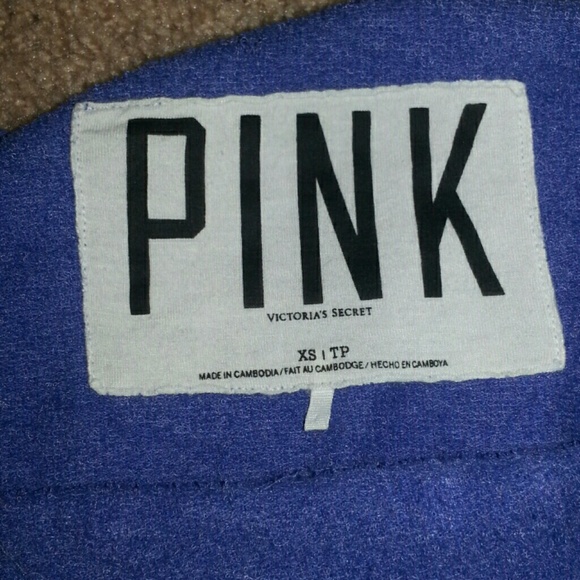 PINK
VICTORIA'S SECRET
XS | TP
MADE IN CAMBODIA/FAIT AU CAMBODGE/HECHO EN CAMBOYA